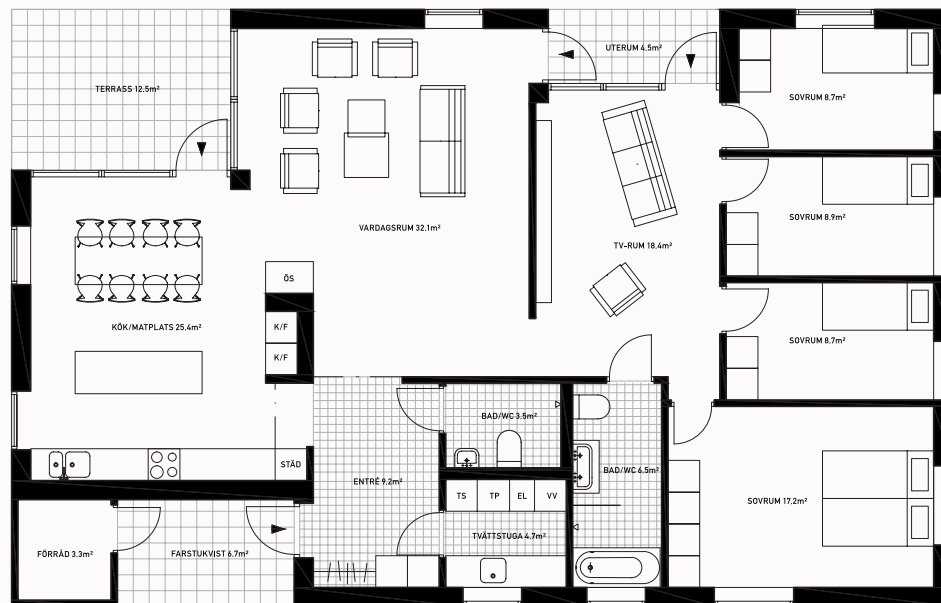 UTERUM 4,5m²
TERRASS 12,5m²
SOVRUM 8,7m²
SOVRUM 8,9m²
VARDAGSRUM 32,1m²
TV-RUM 18,4m²
ÖS
KÖK/MATPLATS 25,4m²
K/F
K/F
SOVRUM 8,7m²
BAD/WC 3,5m²
STÄD
BAD/WC 6,5m²
ENTRÉ 9,2m²
TS TP EL VV
SOVRUM 17,2m²
TVÄTTSTUGA 4,7m²
FÖRRÅD 3,3m²
FARSTUKVIST 6,7m²